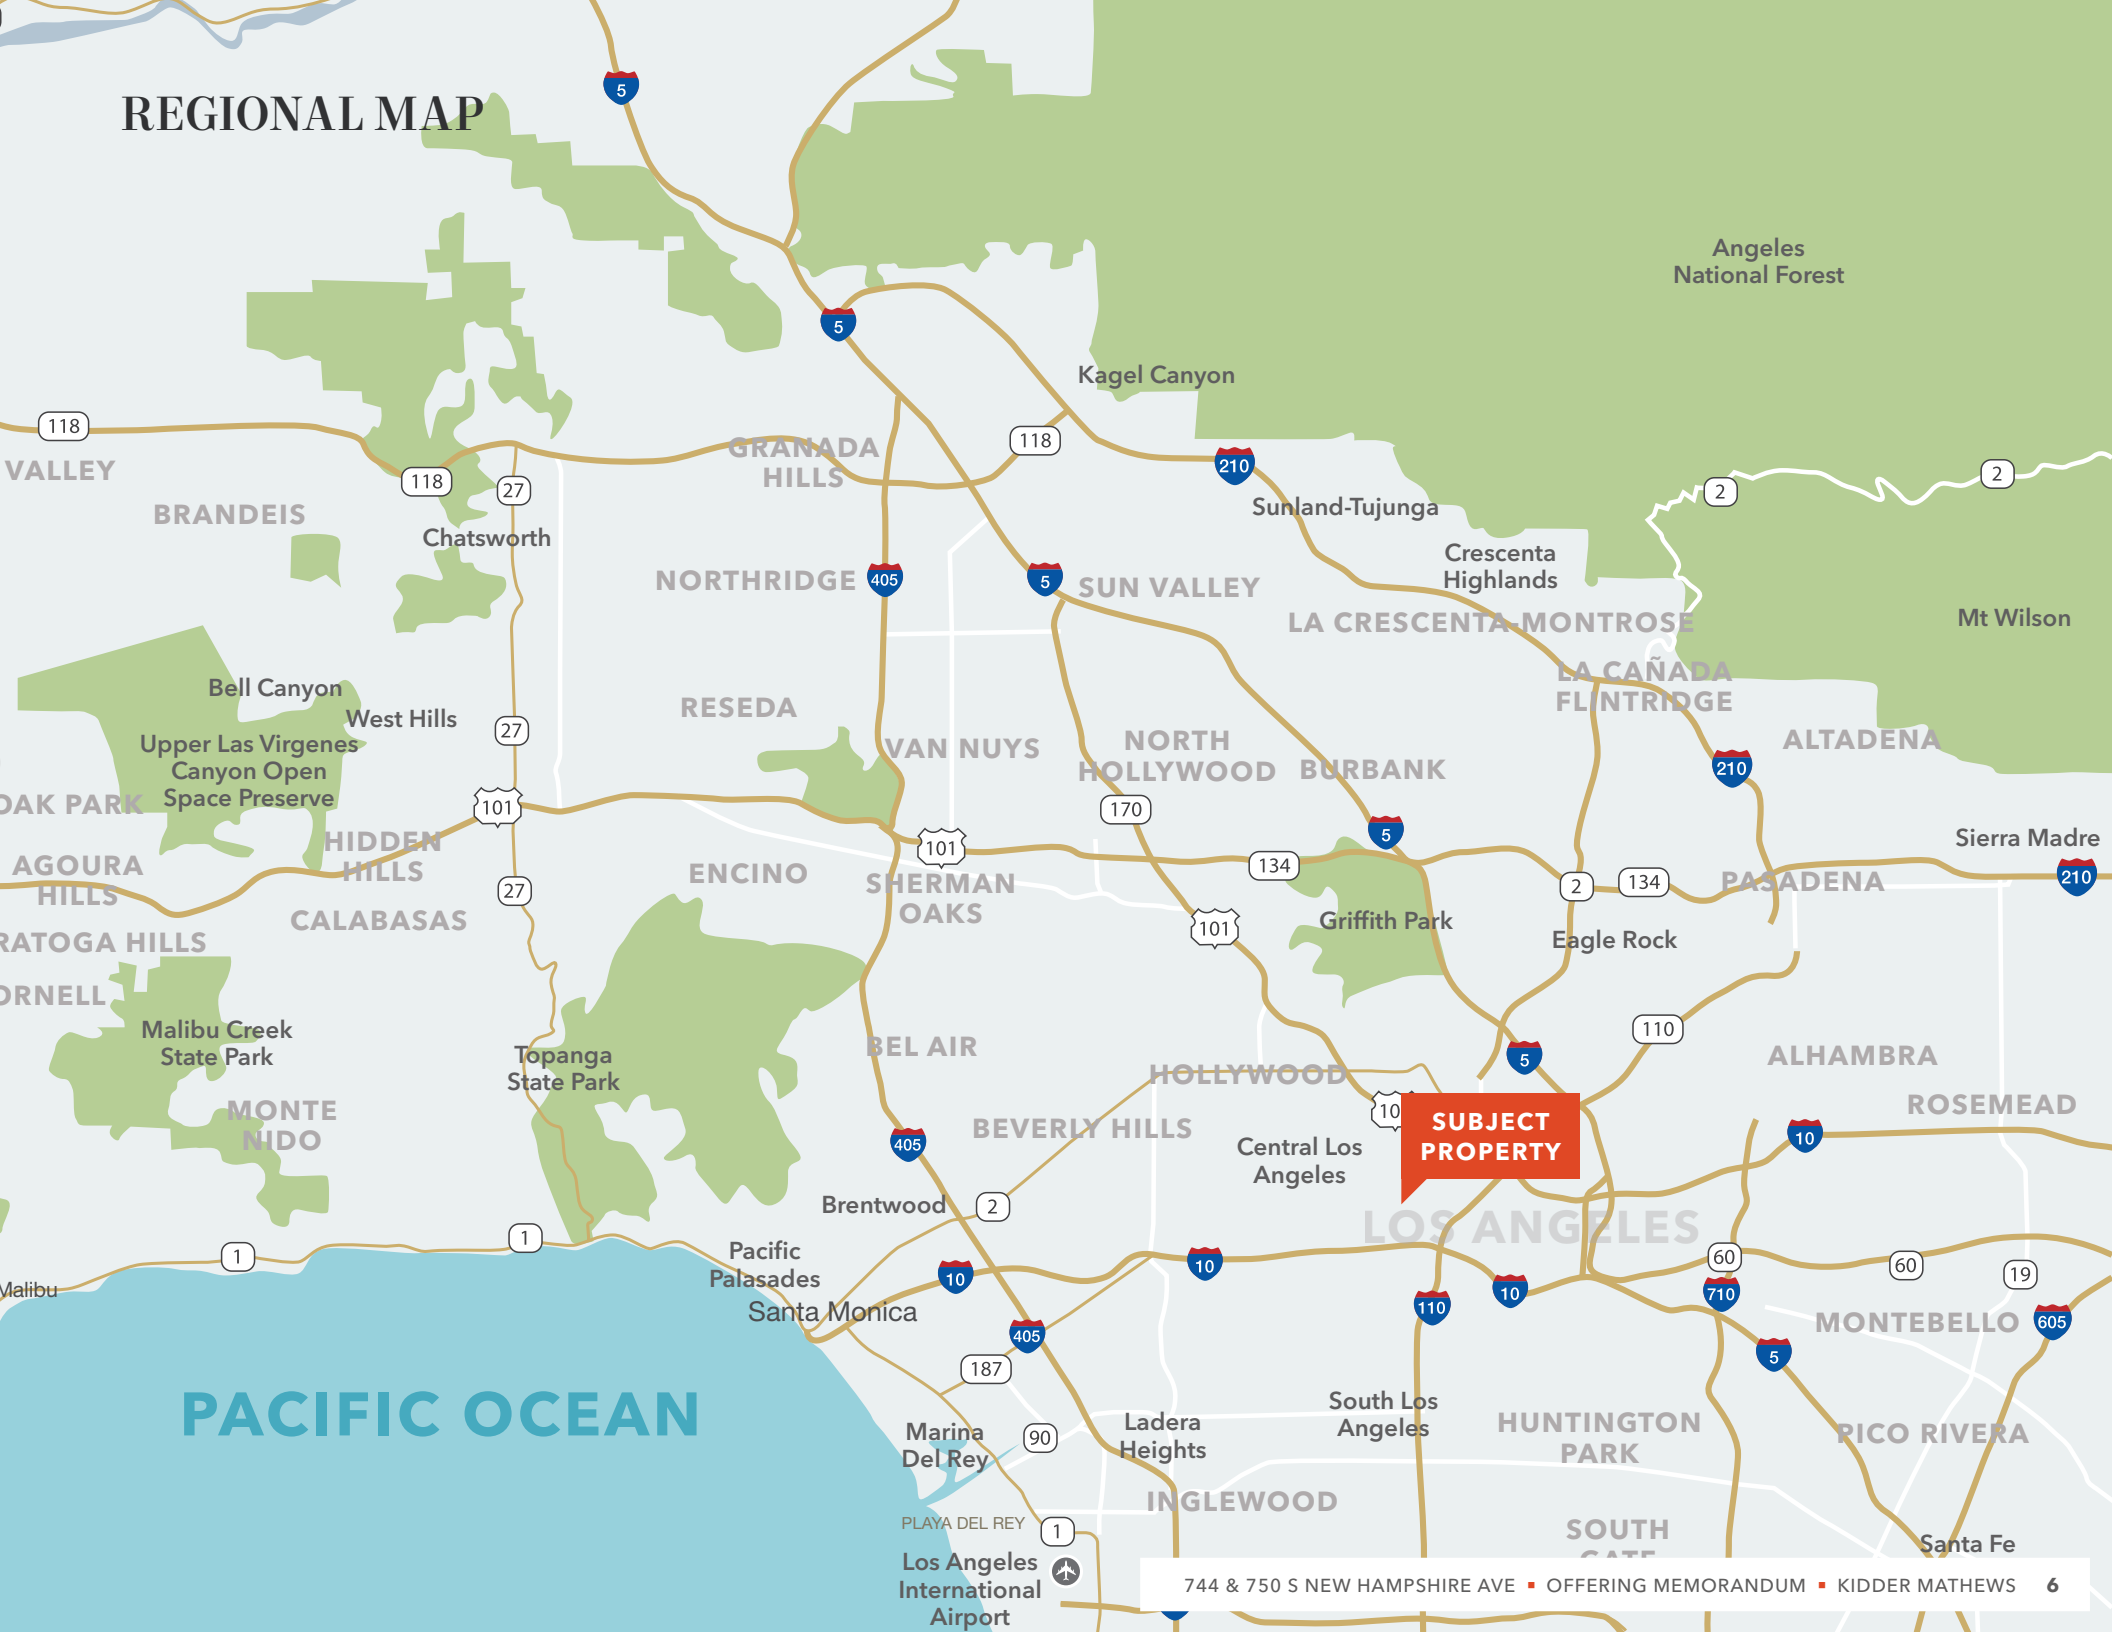 REGIONAL MAP
5
Angeles
National Forest
5
Kagel Canyon
118
118
GRANADA
HILLS
VALLEY
118
27
210
2
2
BRANDEIS
Sunland-Tujunga
Chatsworth
Crescenta
Highlands
NORTHRIDGE
405
5
SUN VALLEY
LA CRESCENTA-MONTROSE
Mt Wilson
LA CAÑADA
FLINTRIDGE
Bell Canyon
West Hills
RESEDA
27
Upper Las Virgenes
Canyon Open
Space Preserve
VAN NUYS
NORTH
HOLLYWOOD
BURBANK
ALTADENA
210
OAK PARK
101
170
5
Sierra Madre
HIDDEN
HILLS
101
134
AGOURA
HILLS
ENCINO
SHERMAN
OAKS
2
134
PASADENA
210
27
CALABASAS
101
Griffith Park
Eagle Rock
RATOGA HILLS
ORNELL
Malibu Creek
State Park
110
Topanga
State Park
BEL AIR
HOLLYWOOD
5
ALHAMBRA
MONTE
NIDO
BEVERLY HILLS
10
SUBJECT
PROPERTY
ROSEMEAD
405
Central Los
Angeles
10
Brentwood
2
LOS ANGELES
1
1
Pacific
Palasades
10
10
60
60
19
Malibu
Santa Monica
110
10
710
405
MONTEBELLO
605
187
5
PACIFIC OCEAN
South Los
Angeles
Marina
Del Rey
90
Ladera
Heights
HUNTINGTON
PARK
PICO RIVERA
INGLEWOOD
PLAYA DEL REY
1
SOUTH
GATE
Santa Fe
Los Angeles
International
Airport
744 & 750 S NEW HAMPSHIRE AVE ▪ OFFERING MEMORANDUM ▪ KIDDER MATHEWS 6